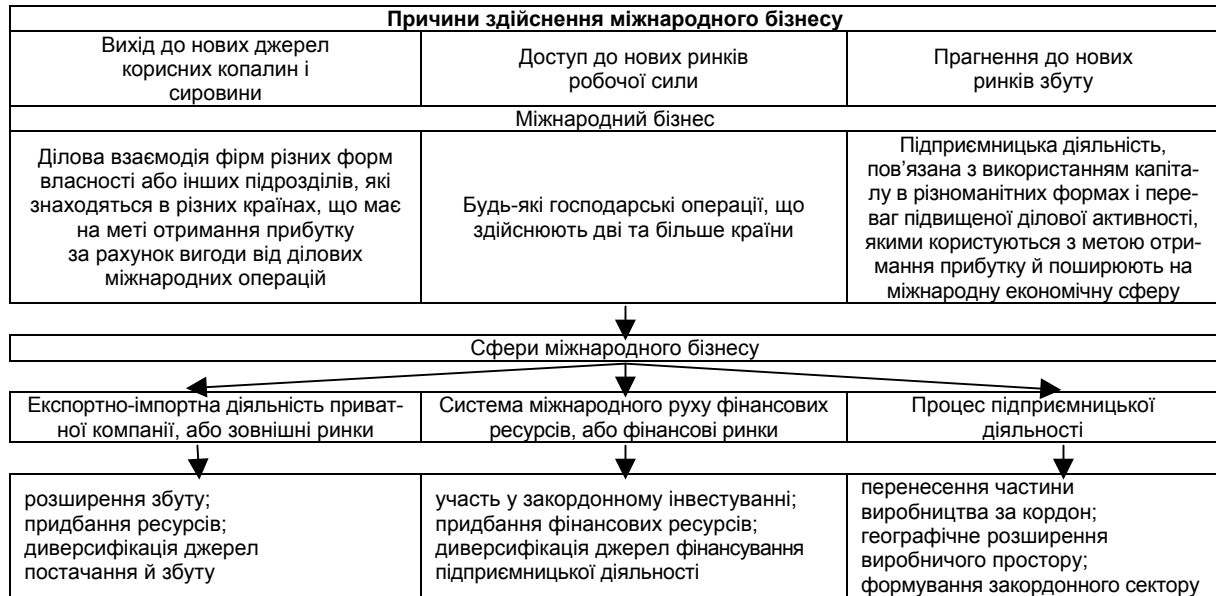 Причини здійснення міжнародного бізнесу
Вихід до нових джерел
корисних копалин і
сировини
Доступ до нових ринків
робочої сили
Прагнення до нових
ринків збуту
Міжнародний бізнес
Ділова взаємодія фірм різних форм
власності або інших підрозділів, які
знаходяться в різних країнах, що має
на меті отримання прибутку
за рахунок вигоди від ділових
міжнародних операцій
Будь-які господарські операції, що
здійснюють дві та більше країни
Підприємницька діяльність,
пов’язана з використанням капіта-
лу в різноманітних формах і пере-
ваг підвищеної ділової активності,
якими користуються з метою отри-
мання прибутку й поширюють на
міжнародну економічну сферу
Сфери міжнародного бізнесу
Експортно-імпортна діяльність приват-
ної компанії, або зовнішні ринки
Система міжнародного руху фінансових
ресурсів, або фінансові ринки
Процес підприємницької
діяльності
розширення збуту;
придбання ресурсів;
диверсифікація джерел
постачання й збуту
участь у закордонному інвестуванні;
придбання фінансових ресурсів;
диверсифікація джерел фінансування
підприємницької діяльності
перенесення частини
виробництва за кордон;
географічне розширення
виробничого простору;
формування закордонного сектору